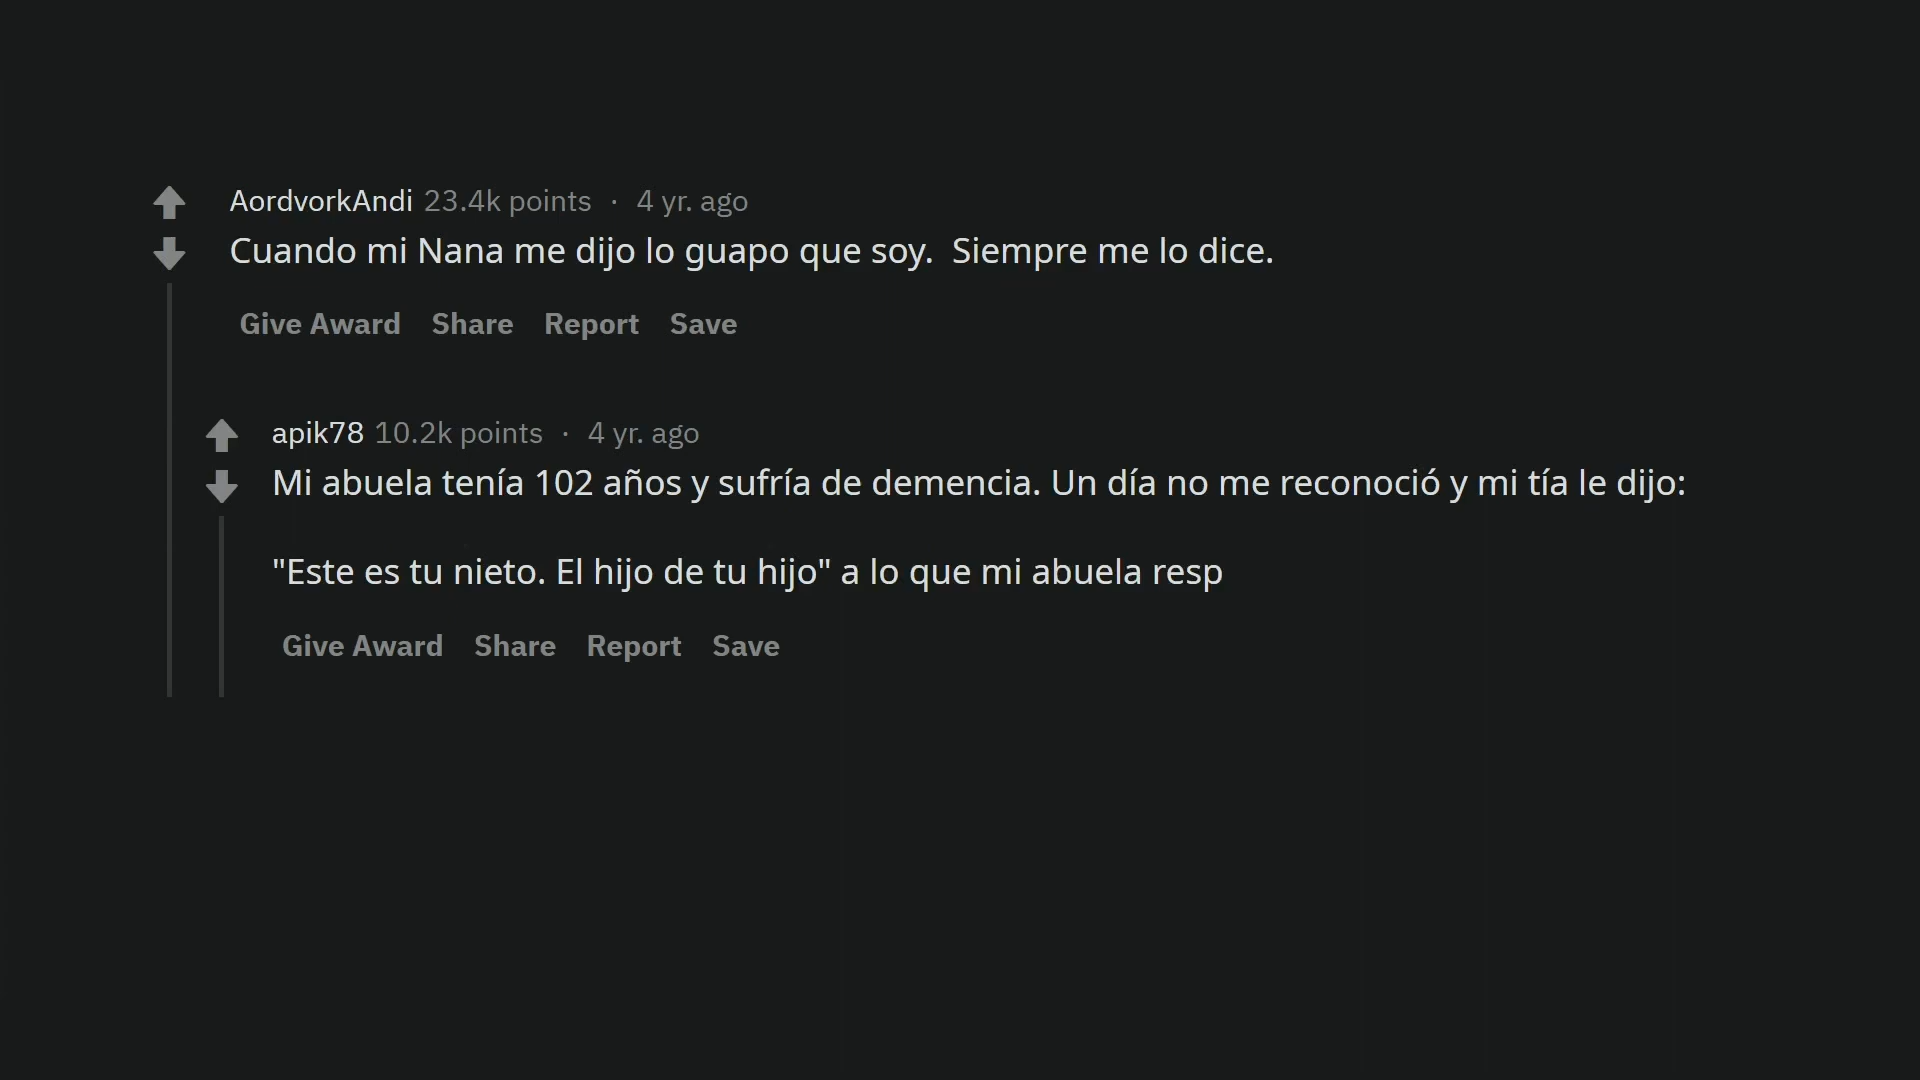 AordvorkAndi 23.4k points · 4 yr. ago
Cuando mi Nana me dijo lo guapo que soy.  Siempre me lo dice.
Give Award Share Report Save
apik78 10.2k points · 4 yr. ago
Mi abuela tenía 102 años y sufría de demencia. Un día no me reconoció y mi tía le dijo:
"Este es tu nieto. El hijo de tu hijo" a lo que mi abuela resp
Give Award Share Report Save